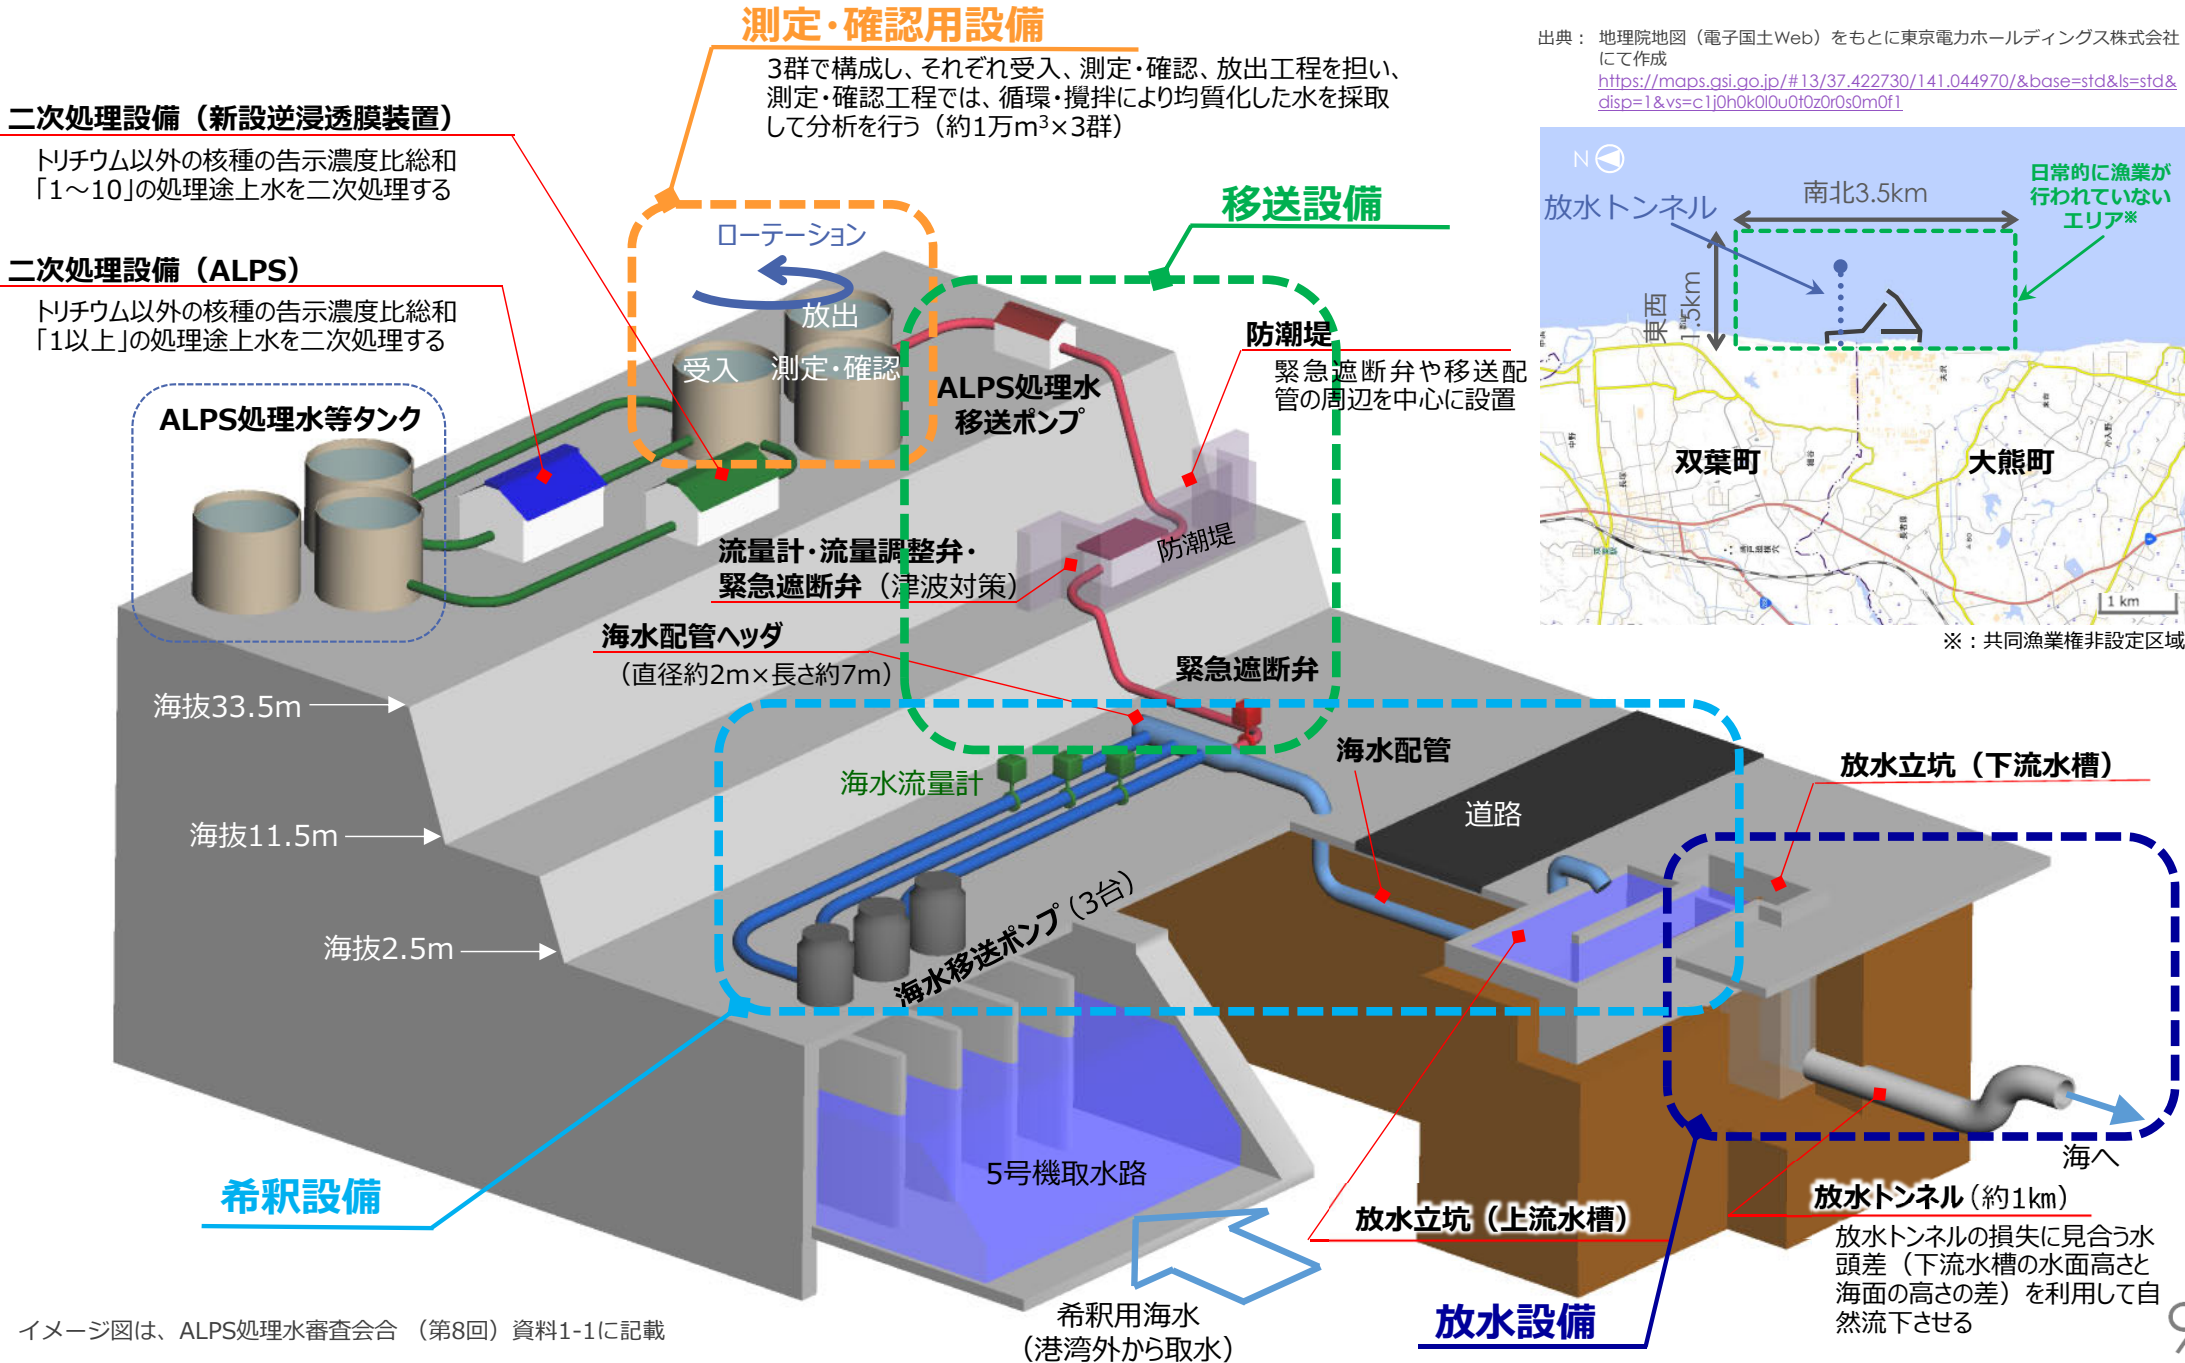 測定・確認用設備
3群で構成し、それぞれ受入、測定・確認、放出工程を担い、
測定・確認工程では、循環・攪拌により均質化した水を採取
して分析を行う（約1万m³×3群）
出典： 地理院地図（電子国土Web）をもとに東京電力ホールディングス株式会社
にて作成
https://maps.gsi.go.jp/#13/37.422730/141.044970/&base=std&ls=std&
disp=1&vs=c1j0h0k0l0u0t0z0r0s0m0f1
二次処理設備（新設逆浸透膜装置）
トリチウム以外の核種の告示濃度比総和
「1～10」の処理途上水を二次処理する
二次処理設備（ALPS）
トリチウム以外の核種の告示濃度比総和
「1以上」の処理途上水を二次処理する
ALPS処理水等タンク
ローテーション
放出
受入
測定・確認
移送設備
ALPS処理水
移送ポンプ
防潮堤
緊急遮断弁や移送配
管の周辺を中心に設置
防潮堤
流量計・流量調整弁・
緊急遮断弁（津波対策）
海水配管ヘッダ
（直径約2m×長さ約7m）
緊急遮断弁
N
放水トンネル
南北3.5km
東西
1.5km
日常的に漁業が
行われていない
エリア※
双葉町
大熊町
1 km
※：共同漁業権非設定区域
海抜33.5m
海抜11.5m
海抜2.5m
海水流量計
海水配管
道路
放水立坑（下流水槽）
海水移送ポンプ（3台）
5号機取水路
希釈設備
希釈用海水
（港湾外から取水）
放水立坑（上流水槽）
放水設備
海へ
放水トンネル（約1km）
放水トンネルの損失に見合う水
頭差（下流水槽の水面高さと
海面の高さの差）を利用して自
然流下させる
イメージ図は、ALPS処理水審査会合 （第8回）資料1-1に記載